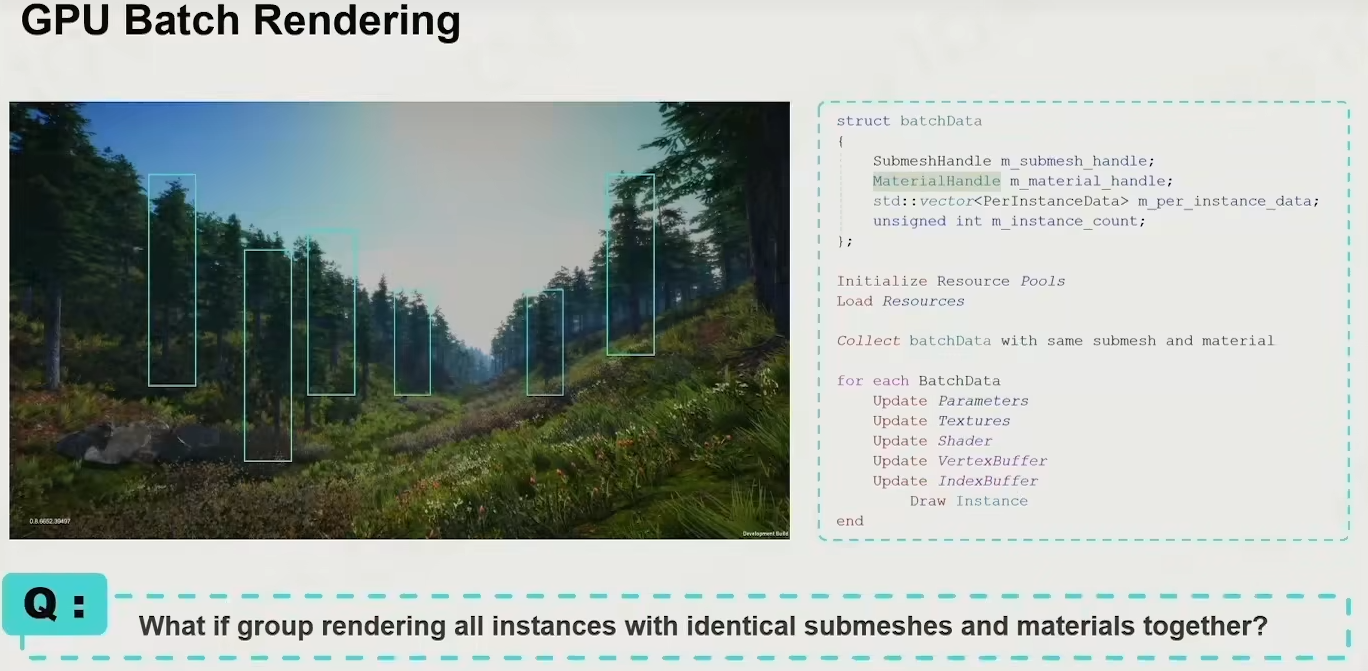 GPU Batch Rendering
struct batchData
{
SubmeshHandle m_submesh_handle;
MaterialHandle m_material_handle;
std::vector<PerInstanceData> m_per_instance_data;
unsigned int m_instance_count;
};
Initialize Resource Pools
Load Resources
Collect batchData with same submesh and material
for each BatchData
Update Parameters
Update Textures
Update Shader
Update VertexBuffer
Update IndexBuffer
Draw Instance
end
0.8.6652.39497
Development Build
Q :
What if group rendering all instances with identical submeshes and materials together?